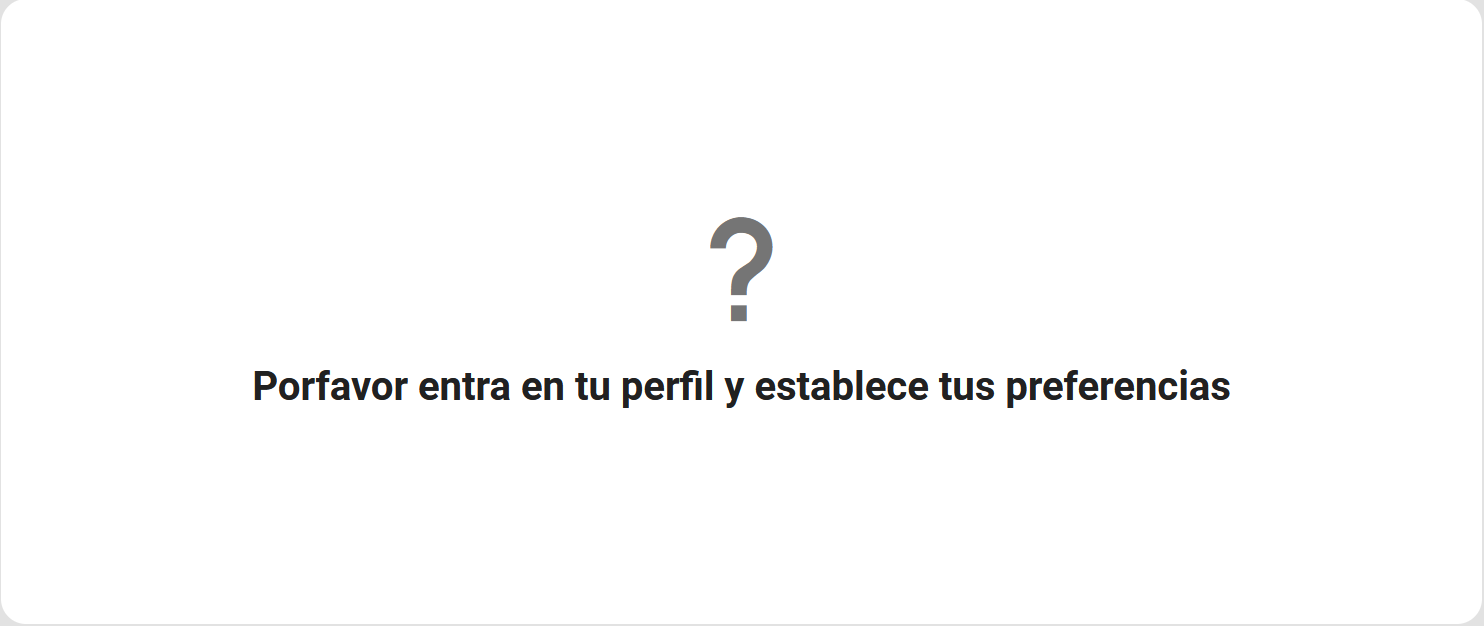 ?
Porfavor entra en tu perfil y establece tus preferencias